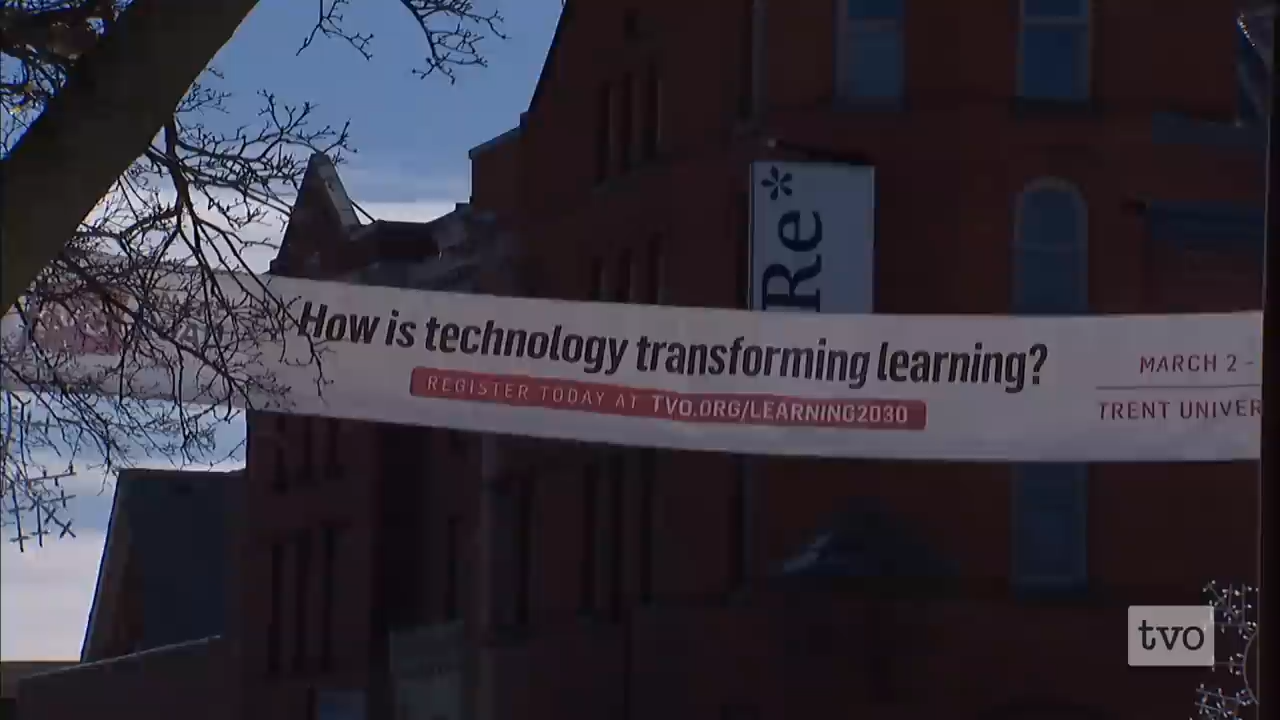 Re*
How is technology transforming learning?
REGISTER TODAY AT TVO.ORG/LEARNING2030
MARCH 2 -
TRENT UNIVER
tvo